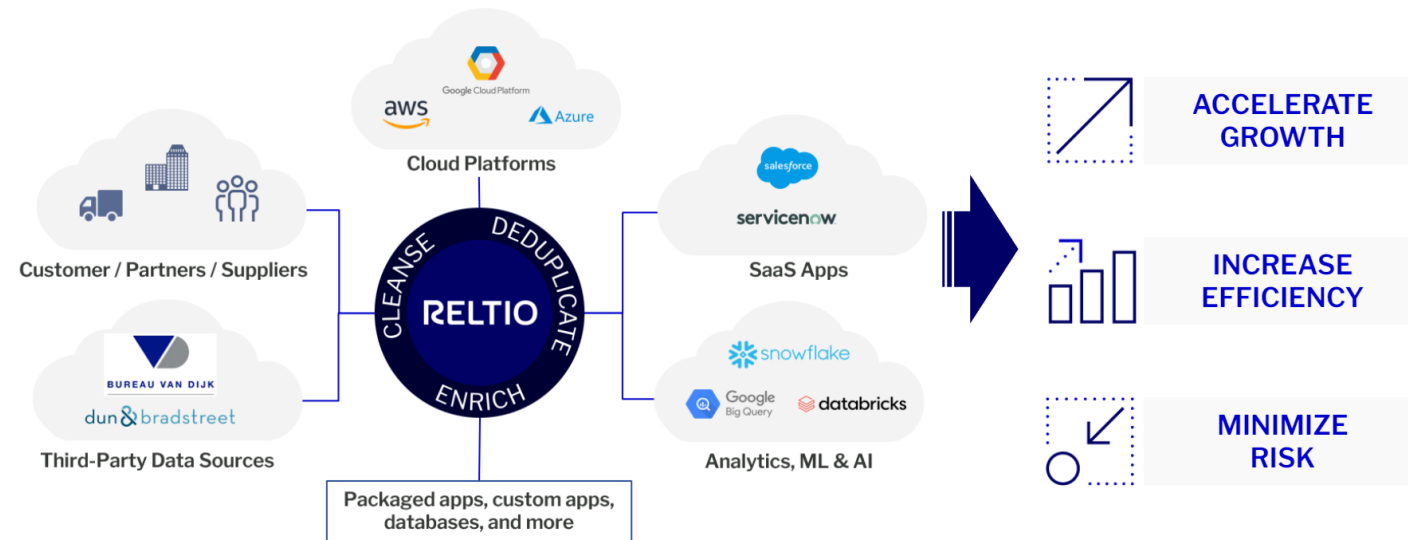 Google Cloud Platform
aws
Azure
Cloud Platforms
Customer / Partners / Suppliers
BUREAU VAN DIJK
dun & bradstreet
Third-Party Data Sources
CLEANSE
DEDUPLICATE
ENRICH
RELTIO
Packaged apps, custom apps,
databases, and more
salesforce
servicenow
SaaS Apps
snowflake
Google
Big Query
databricks
Analytics, ML & AI
ACCELERATE
GROWTH
INCREASE
EFFICIENCY
MINIMIZE
RISK